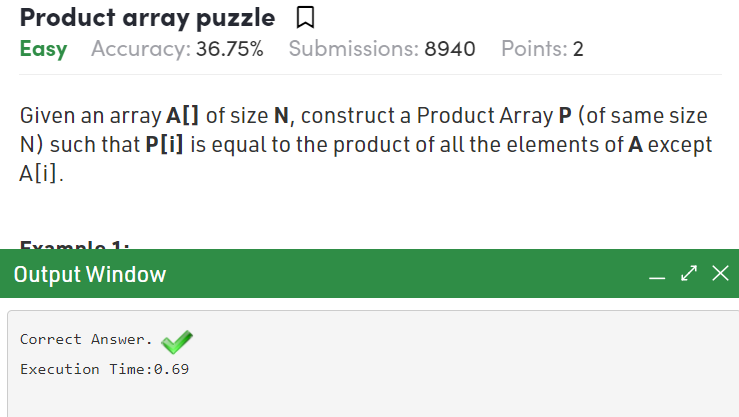 Product array puzzle
Easy Accuracy: 36.75% Submissions: 8940 Points: 2
Given an array A[] of size N, construct a Product Array P (of same size
N) such that P[i] is equal to the product of all the elements of A except
A[i].
Example 1:
Output Window
Correct Answer.
Execution Time:0.69